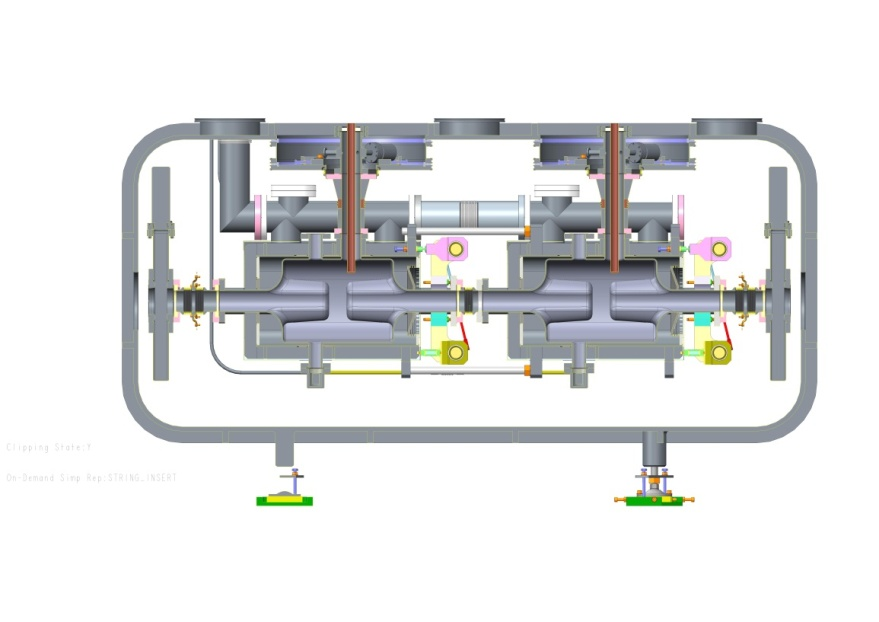 Clipping State:Y
On-Demand Simp Rep:STRING_INSERT